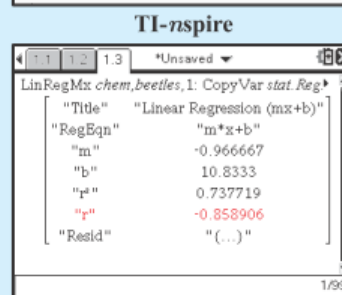 TI-nspire
1.1 1.2 1.3 *Unsaved
LinRegMx chem,beetles,1: CopyVar stat.Reg.
"Title" "Linear Regression (mx+b)"
"RegEqn" "m*x+b"
"m" -0.966667
"b" 10.8333
"r²" 0.737719
"r" -0.858906
"Resid" "(...)"
1/99